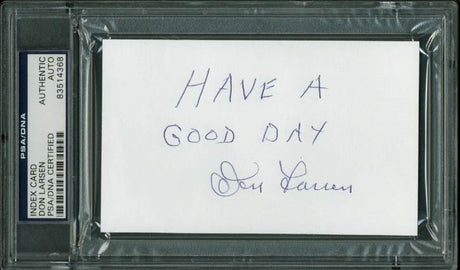 PSA/DNA
INDEX CARD
DON LARSEN
PSA/DNA CERTIFIED
AUTHENTIC
AUTO
83514368
HAVE A
GOOD DAY
Don Larsen